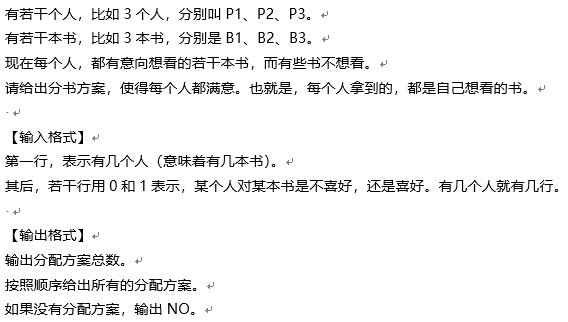 有若干个人，比如 3 个人，分别叫 P1、P2、P3。
有若干本书，比如 3 本书，分别是 B1、B2、B3。
现在每个人，都有意向想看的若干本书，而有些书不想看。
请给出分书方案，使得每个人都满意。也就是，每个人拿到的，都是自己想看的书。
【输入格式】
第一行，表示有几个人（意味着有几本书）。
其后，若干行用 0 和 1 表示，某个人对某本书是不喜好，还是喜好。有几个人就有几行。
【输出格式】
输出分配方案总数。
按照顺序给出所有的分配方案。
如果没有分配方案，输出 NO。